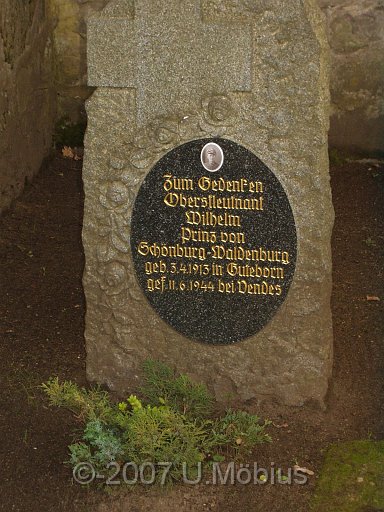 Zum Gedenken
Oberstleutnant
Wilhelm
Prinz von
Schönburg-Waldenburg
geb. 3.4.1913 in Guteborn
gef. 11.6.1944 bei Vendes
©-2007 U.Möbius -©